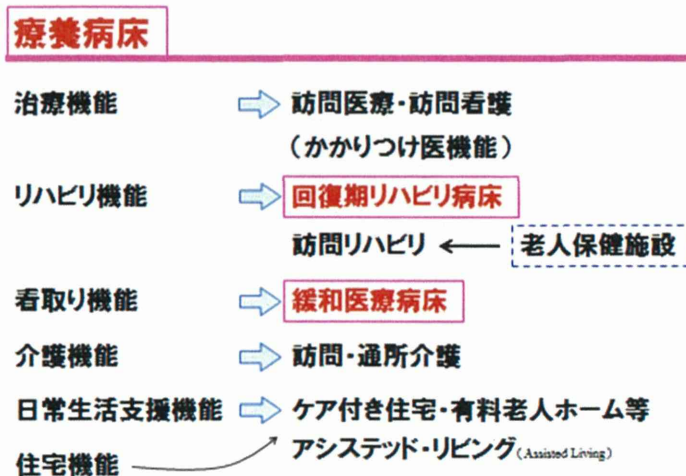 療養病床
治療機能 訪問医療・訪問看護
(かかりつけ医機能)
リハビリ機能 回復期リハビリ病床
訪問リハビリ 老人保健施設
看取り機能 緩和医療病床
介護機能 訪問・通所介護
日常生活支援機能 ケア付き住宅・有料老人ホーム等
住宅機能 アシステッド・リビング(Assisted Living)